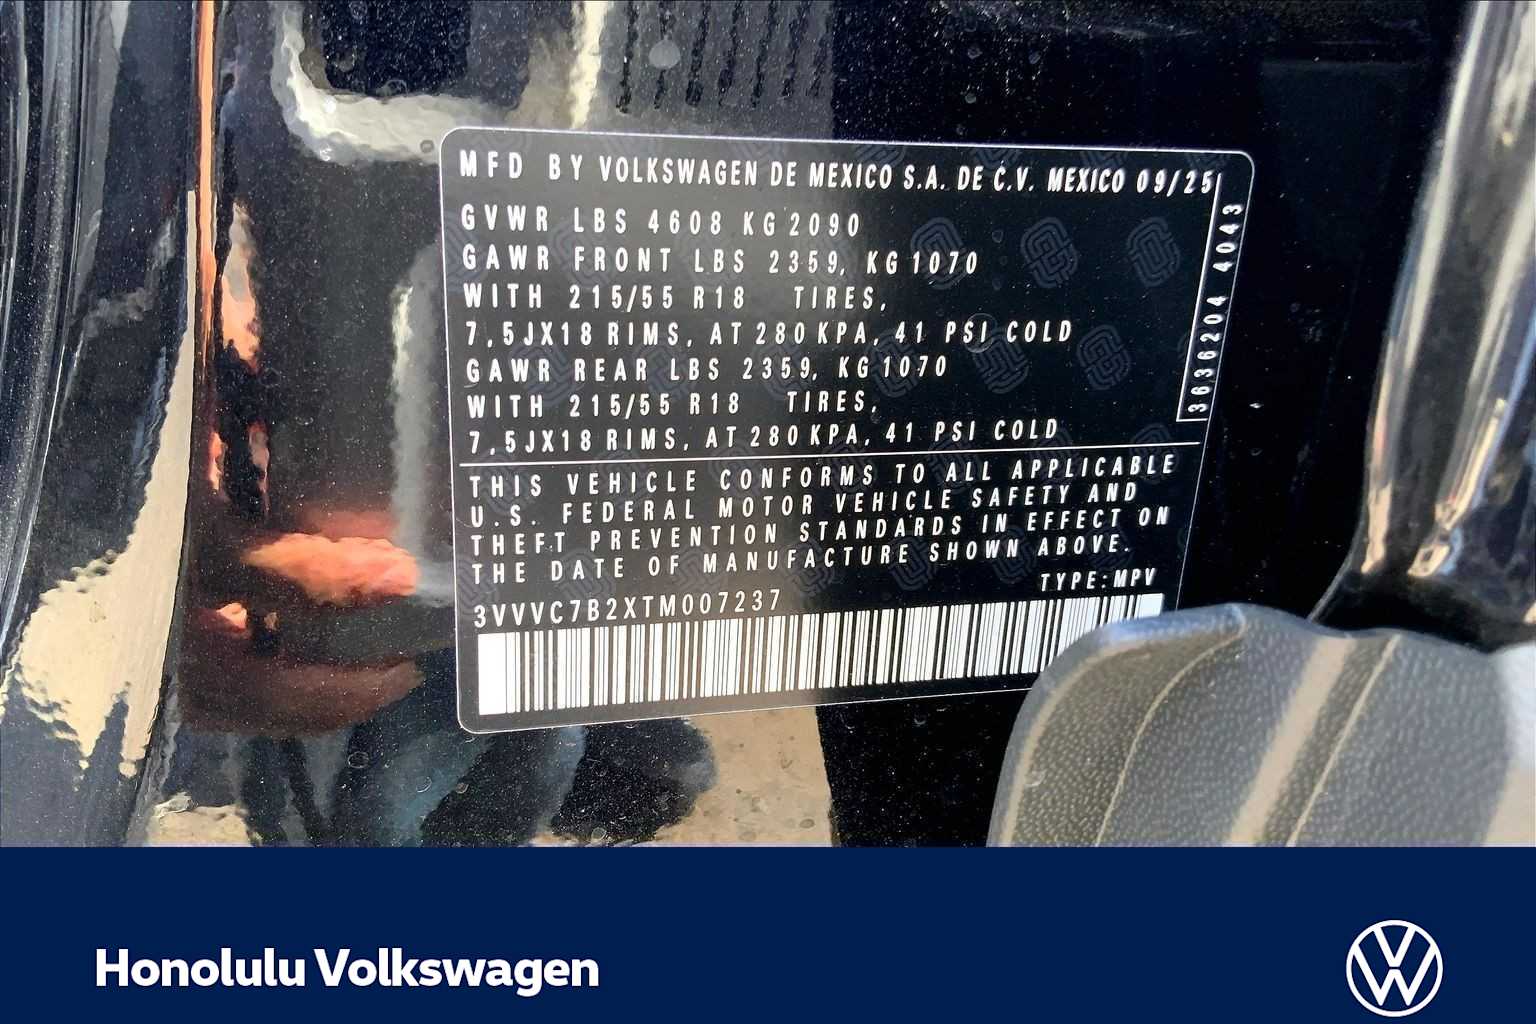 MFD BY VOLKSWAGEN DE MEXICO S.A. DE C.V. MEXICO 09/25
GVWR LBS 4608 KG 2090
GAWR FRONT LBS 2359, KG 1070
WITH 215/55 R18 TIRES,
7,5JX18 RIMS, AT 280 KPA, 41 PSI COLD
GAWR REAR LBS 2359, KG 1070
WITH 215/55 R18 TIRES,
7,5JX18 RIMS, AT 280 KPA, 41 PSI COLD
3636204 4043
THIS VEHICLE CONFORMS TO ALL APPLICABLE
U.S. FEDERAL MOTOR VEHICLE SAFETY AND
THEFT PREVENTION STANDARDS IN EFFECT ON
THE DATE OF MANUFACTURE SHOWN ABOVE.
TYPE:MPV
3VVVC7B2XTM007237
Honolulu Volkswagen